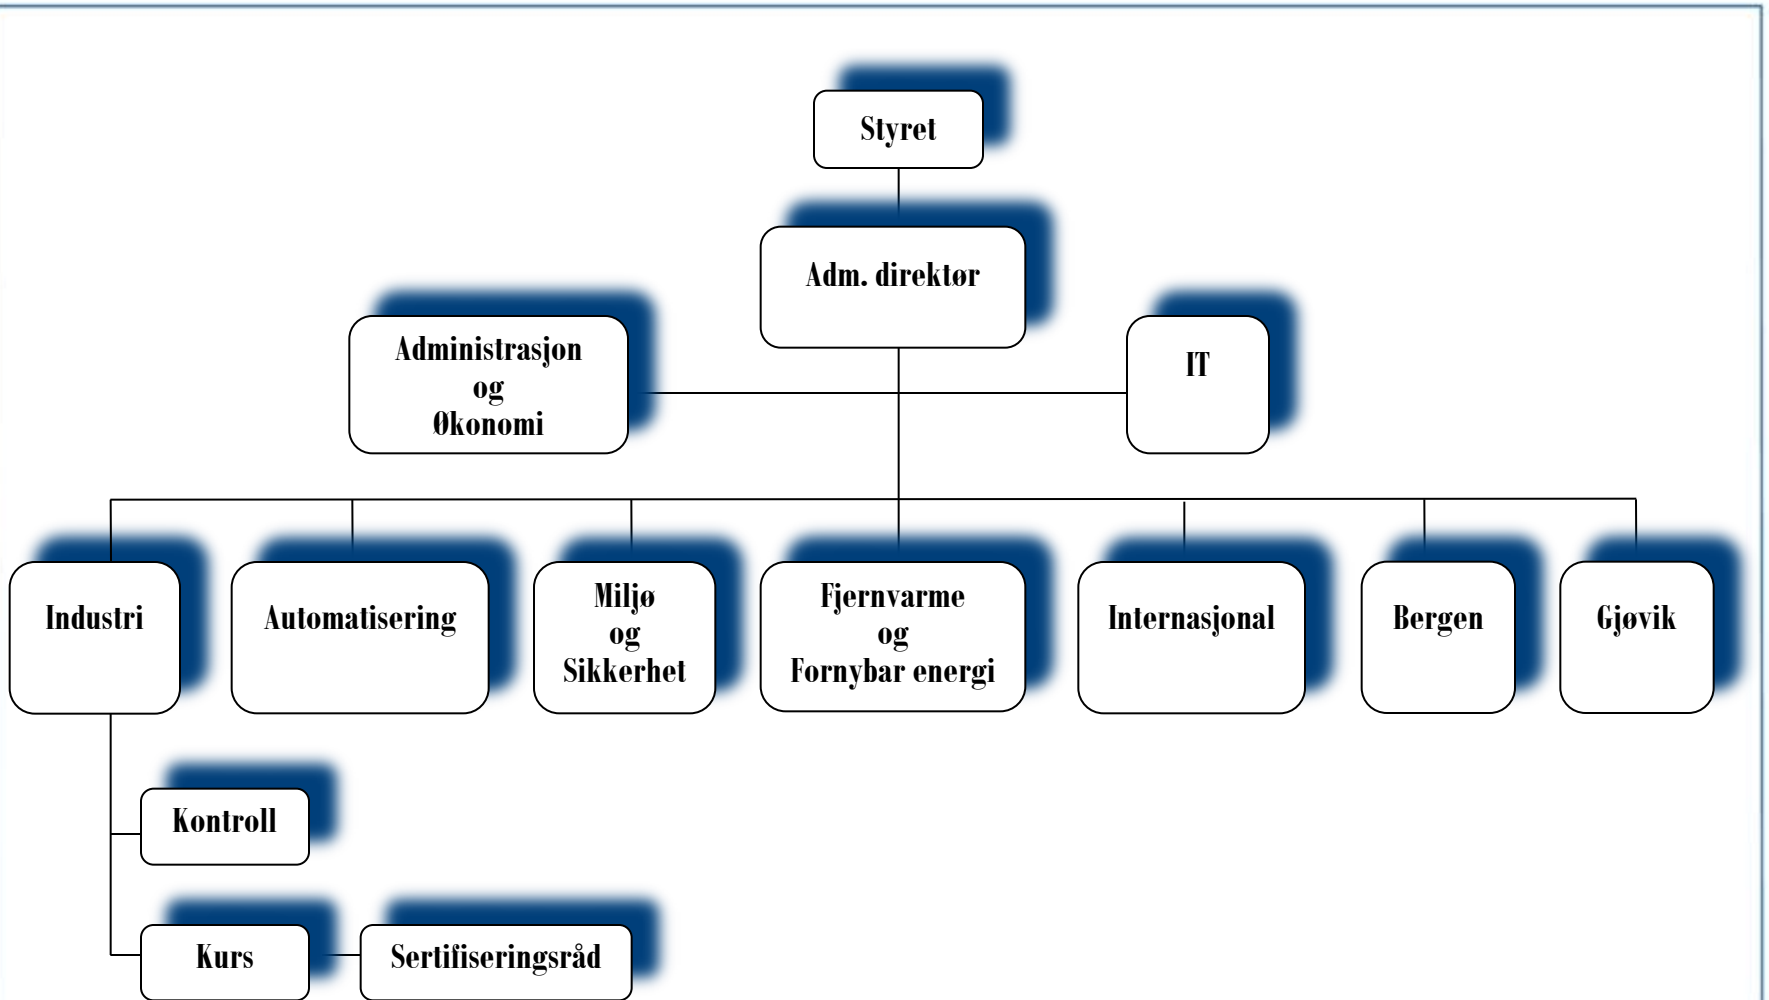 Styret
Adm. direktør
Administrasjon
og
Økonomi
IT
Industri
Automatisering
Miljø
og
Sikkerhet
Fjernvarme
og
Fornybar energi
Internasjonal
Bergen
Gjøvik
Kontroll
Kurs
Sertifiseringsråd